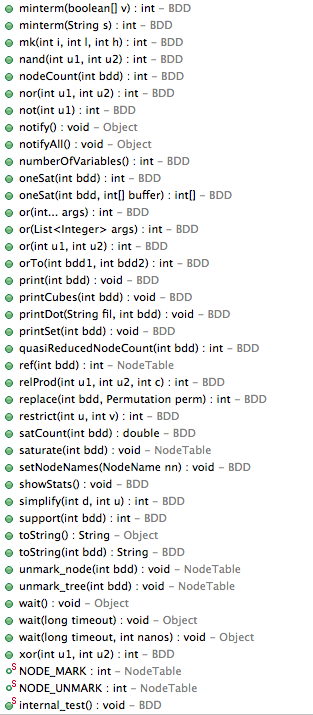 minterm(boolean[] v) : int – BDD
minterm(String s) : int – BDD
mk(int i, int l, int h) : int – BDD
nand(int u1, int u2) : int – BDD
nodeCount(int bdd) : int – BDD
nor(int u1, int u2) : int – BDD
not(int u1) : int – BDD
notify() : void – Object
notifyAll() : void – Object
numberOfVariables() : int – BDD
oneSat(int bdd) : int – BDD
oneSat(int bdd, int[] buffer) : int[] – BDD
or(int... args) : int – BDD
or(List<Integer> args) : int – BDD
or(int u1, int u2) : int – BDD
orTo(int bdd1, int bdd2) : int – BDD
print(int bdd) : void – BDD
printCubes(int bdd) : void – BDD
printDot(String fil, int bdd) : void – BDD
printSet(int bdd) : void – BDD
quasiReducedNodeCount(int bdd) : int – BDD
ref(int bdd) : int – NodeTable
relProd(int u1, int u2, int c) : int – BDD
replace(int bdd, Permutation perm) : int – BDD
restrict(int u, int v) : int – BDD
satCount(int bdd) : double – BDD
saturate(int bdd) : void – NodeTable
setNodeNames(NodeName nn) : void – BDD
showStats() : void – BDD
simplify(int d, int u) : int – BDD
support(int bdd) : int – BDD
toString() : String – Object
toString(int bdd) : String – BDD
unmark_node(int bdd) : void – NodeTable
unmark_tree(int bdd) : void – NodeTable
wait() : void – Object
wait(long timeout) : void – Object
wait(long timeout, int nanos) : void – Object
xor(int u1, int u2) : int – BDD
S NODE_MARK : int – NodeTable
S NODE_UNMARK : int – NodeTable
S internal_test() : void – BDD